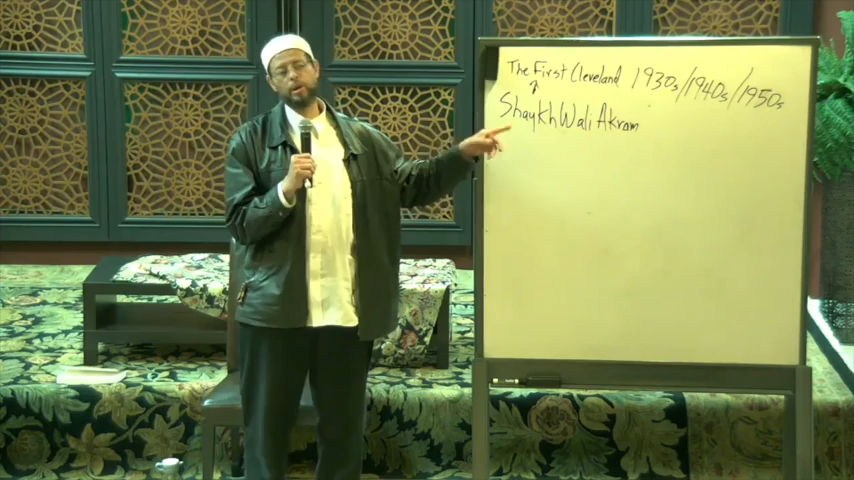 The First Cleveland 1930s/1940s/1950s
↑
Shaykh Wali Akram